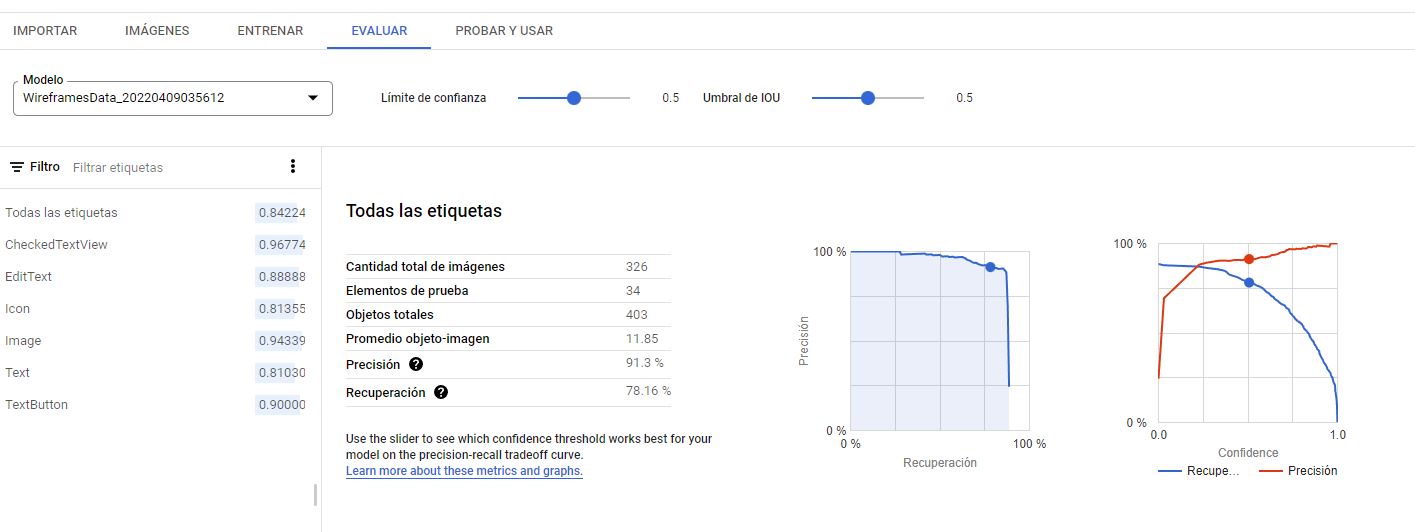 IMPORTAR IMÁGENES ENTRENAR EVALUAR PROBAR Y USAR
Modelo
WireframesData_20220409035612
Límite de confianza 0.5 Umbral de IOU 0.5
Filtro Filtrar etiquetas
Todas las etiquetas 0.84224
CheckedTextView 0.96774
EditText 0.88888
Icon 0.81355
Image 0.94339
Text 0.81030
TextButton 0.90000
Todas las etiquetas
Cantidad total de imágenes 326
Elementos de prueba 34
Objetos totales 403
Promedio objeto-imagen 11.85
Precisión ? 91.3 %
Recuperación ? 78.16 %
Use the slider to see which confidence threshold works best for your
model on the precision-recall tradeoff curve.
Learn more about these metrics and graphs.
100 %
Precisión
0 %
0 % 100 %
Recuperación
100 %
0 %
0.0 1.0
Confidence
Recupe... Precisión